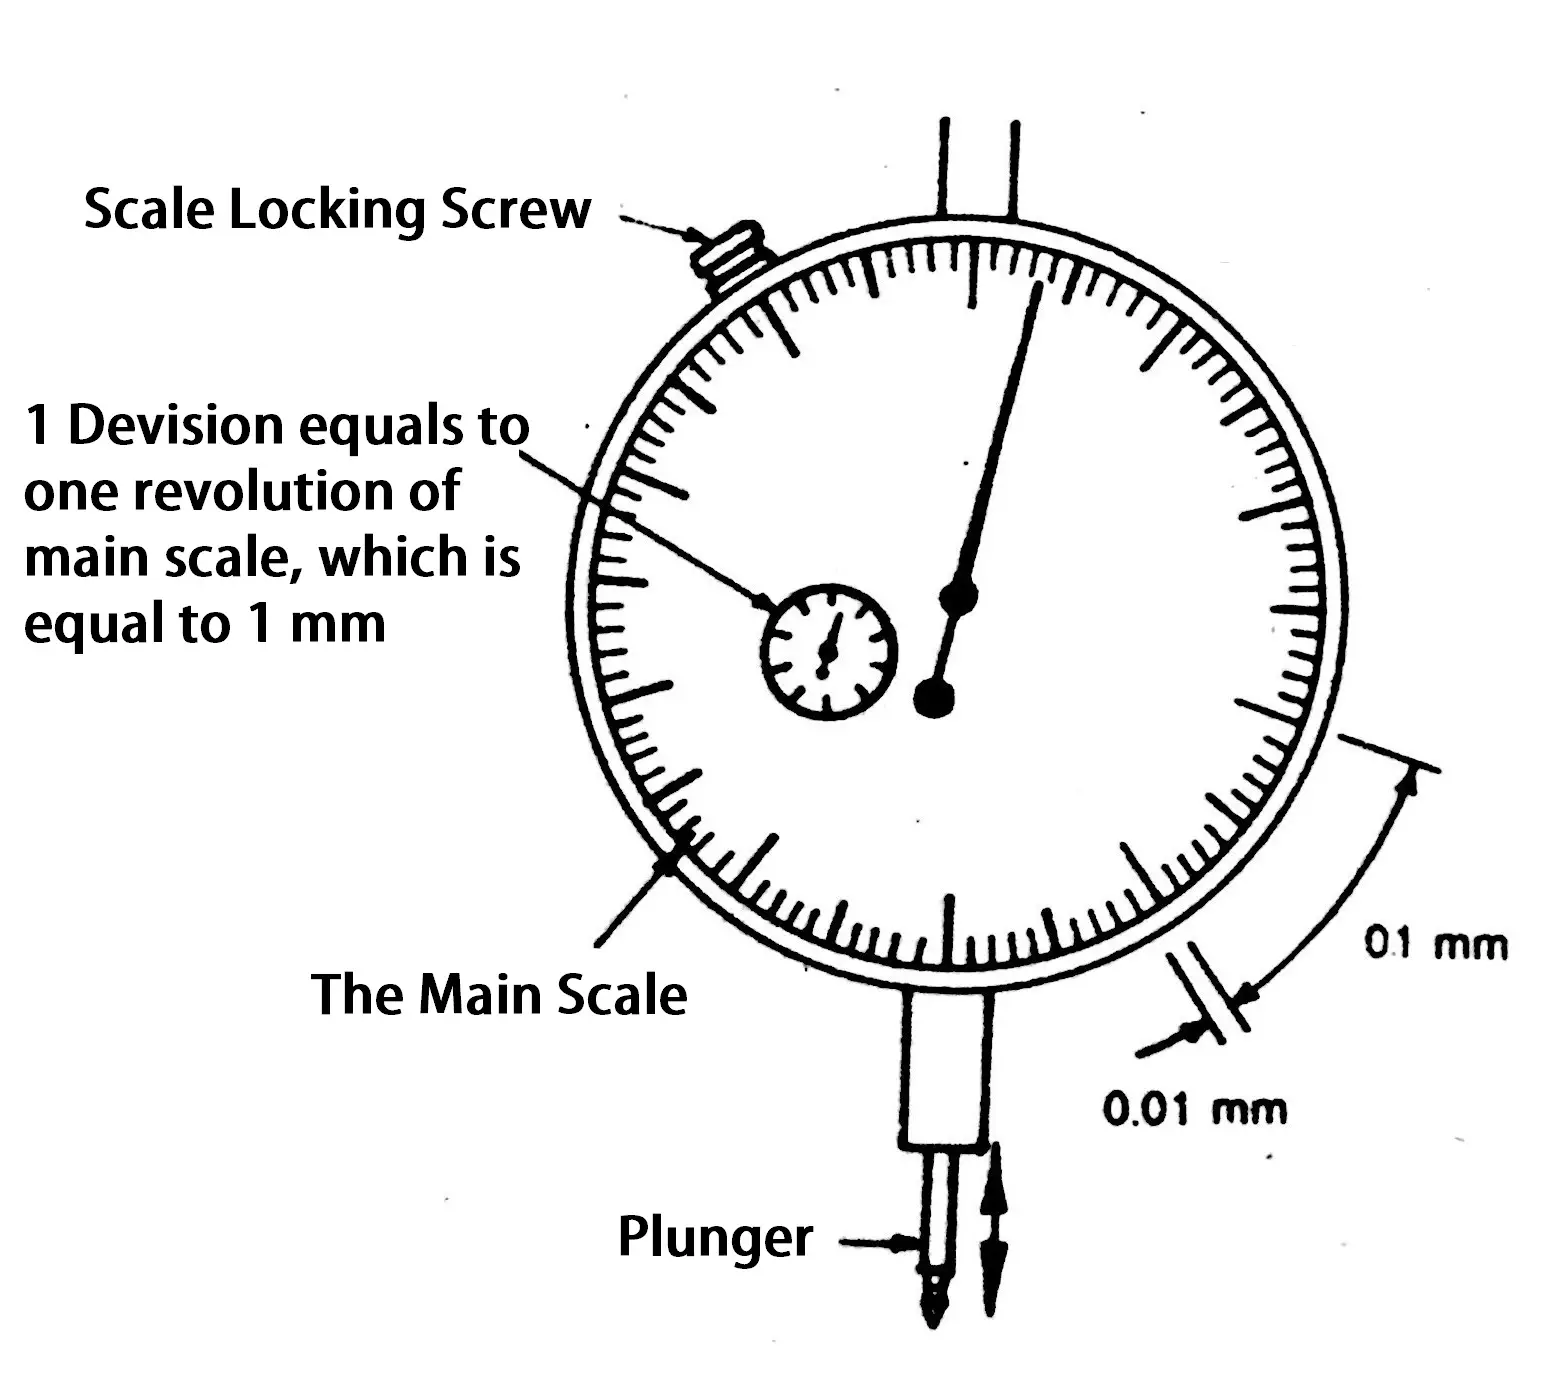 Scale Locking Screw
1 Devision equals to
one revolution of
main scale, which is
equal to 1 mm
The Main Scale
0.1 mm
0.01 mm
Plunger